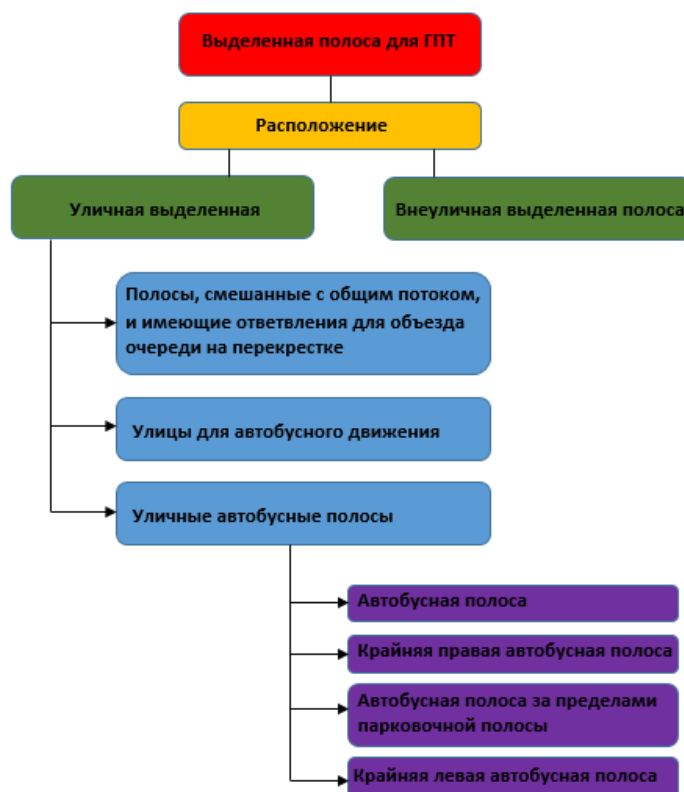 Выделенная полоса для ГПТ
Расположение
Уличная выделенная
Внеуличная выделенная полоса
Полосы, смешанные с общим потоком,
и имеющие ответвления для объезда
очереди на перекрестке
Улицы для автобусного движения
Уличные автобусные полосы
Автобусная полоса
Крайняя правая автобусная полоса
Автобусная полоса за пределами
парковочной полосы
Крайняя левая автобусная полоса